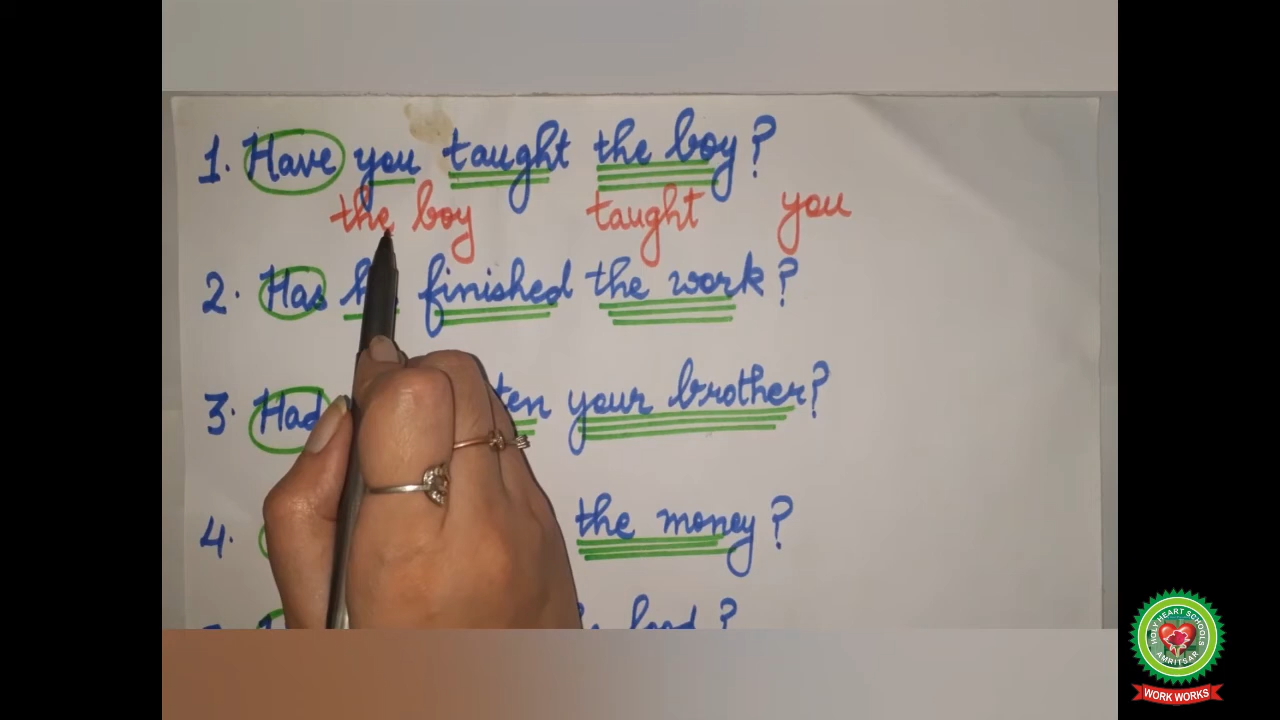 1. Have you taught the boy?
the boy taught you
2. Has finished the work?
3. Had your brother?
4. the money?
HOLY HEART SCHOOLS
AMRITSAR
WORK WORKS